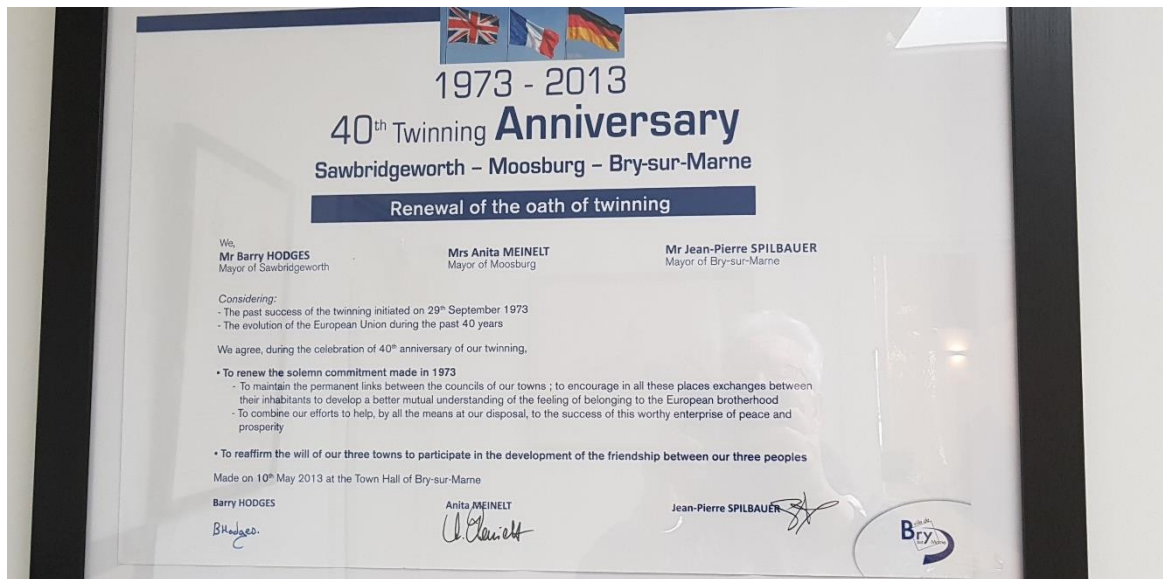 1973 - 2013
40th Twinning Anniversary
Sawbridgeworth – Moosburg – Bry-sur-Marne
Renewal of the oath of twinning
We,
Mr Barry HODGES
Mayor of Sawbridgeworth
Mrs Anita MEINELT
Mayor of Moosburg
Mr Jean-Pierre SPILBAUER
Mayor of Bry-sur-Marne
Considering:
- The past success of the twinning initiated on 29th September 1973
- The evolution of the European Union during the past 40 years
We agree, during the celebration of 40th anniversary of our twinning,
• To renew the solemn commitment made in 1973
- To maintain the permanent links between the councils of our towns ; to encourage in all these places exchanges between
their inhabitants to develop a better mutual understanding of the feeling of belonging to the European brotherhood
- To combine our efforts to help, by all the means at our disposal, to the success of this worthy enterprise of peace and
prosperity
• To reaffirm the will of our three towns to participate in the development of the friendship between our three peoples
Made on 10th May 2013 at the Town Hall of Bry-sur-Marne
Barry HODGES
Anita MEINELT
Jean-Pierre SPILBAUER
BHodges.
ville de
Bry
sur Marne